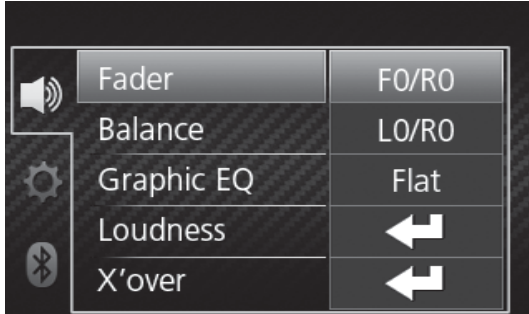 Fader F0/R0
Balance L0/R0
Graphic EQ Flat
Loudness
X’over